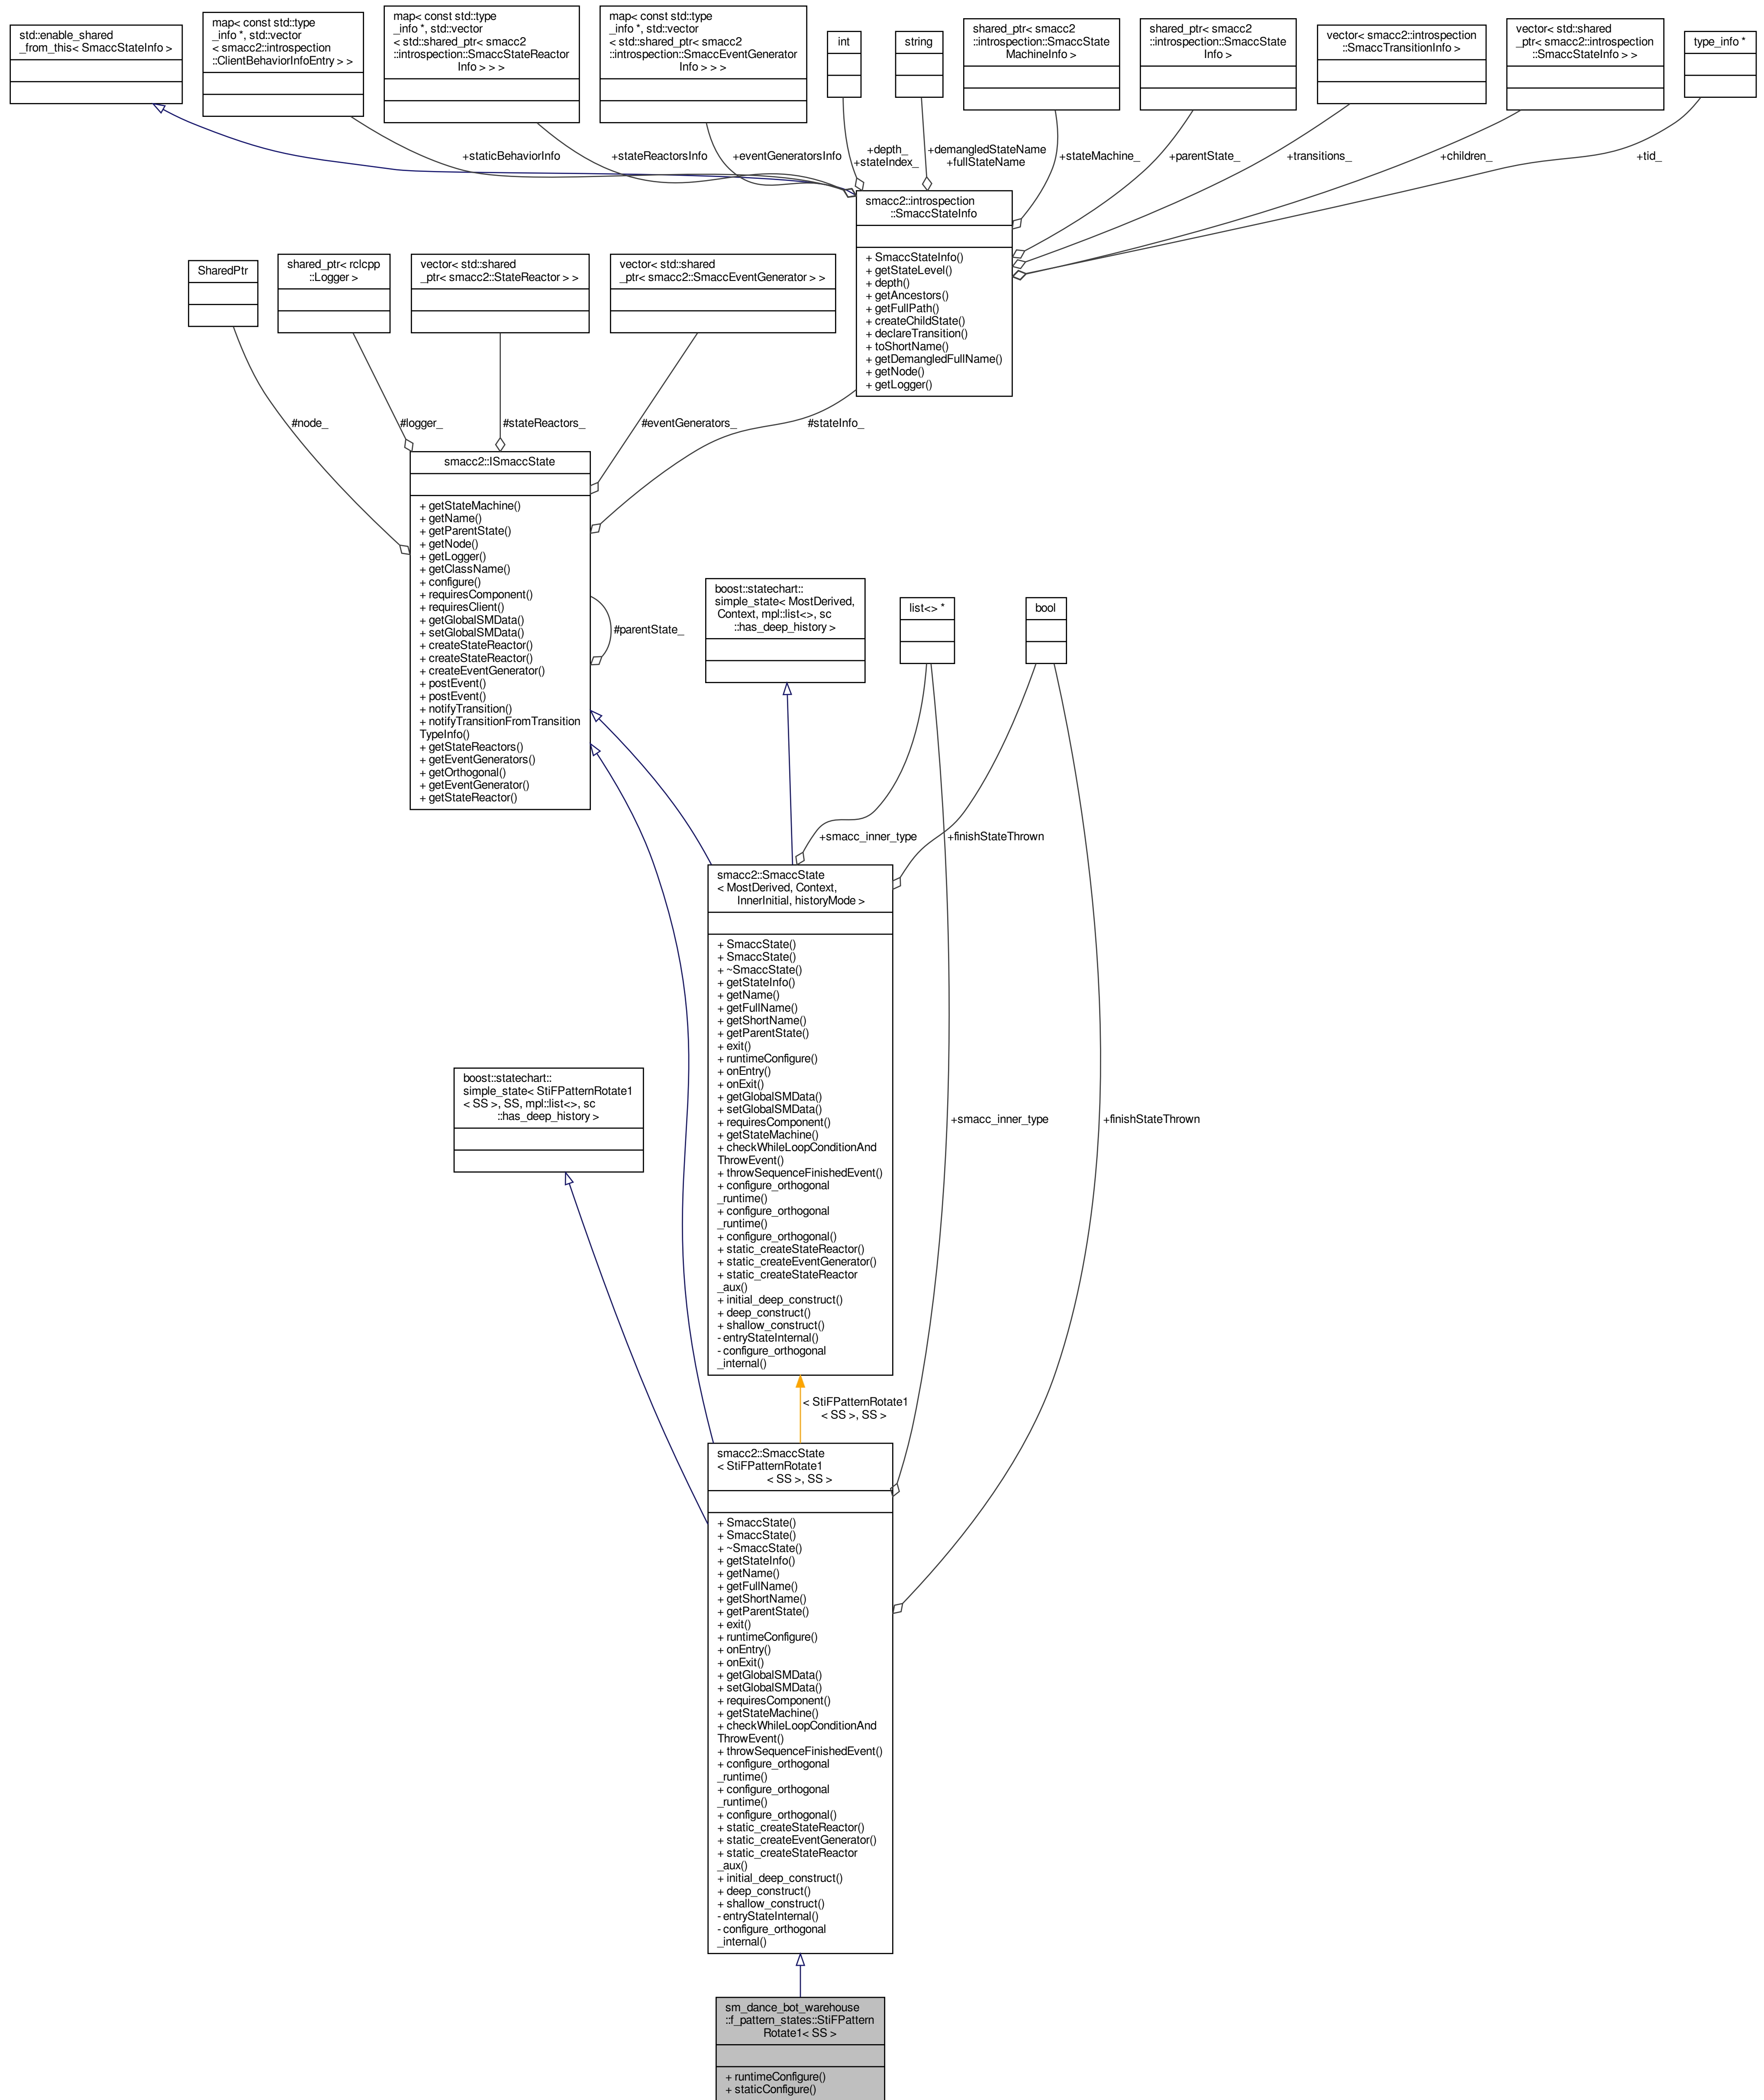 std::enable_shared
_from_this< SmaccStateInfo >
map< const std::type
_info *, std::vector
< smacc2::introspection
::ClientBehaviorInfoEntry > >
map< const std::type
_info *, std::vector
< std::shared_ptr< smacc2
::introspection::SmaccStateReactor
Info > > >
map< const std::type
_info *, std::vector
< std::shared_ptr< smacc2
::introspection::SmaccEventGenerator
Info > > >
int
string
shared_ptr< smacc2
::introspection::SmaccState
MachineInfo >
shared_ptr< smacc2
::introspection::SmaccState
Info >
vector< smacc2::introspection
::SmaccTransitionInfo >
vector< std::shared
_ptr< smacc2::introspection
::SmaccStateInfo > >
type_info *
+staticBehaviorInfo
+stateReactorsInfo
+eventGeneratorsInfo
+depth_
+stateIndex_
+demangledStateName
+fullStateName
+stateMachine_
+parentState_
+transitions_
+children_
+tid_
smacc2::introspection
::SmaccStateInfo
+ SmaccStateInfo()
+ getStateLevel()
+ depth()
+ getAncestors()
+ getFullPath()
+ createChildState()
+ declareTransition()
+ toShortName()
+ getDemangledFullName()
+ getNode()
+ getLogger()
SharedPtr
shared_ptr< rclcpp
::Logger >
vector< std::shared
_ptr< smacc2::StateReactor > >
vector< std::shared
_ptr< smacc2::SmaccEventGenerator > >
#node_
#logger_
#stateReactors_
#eventGenerators_
#stateInfo_
smacc2::ISmaccState
+ getStateMachine()
+ getName()
+ getParentState()
+ getNode()
+ getLogger()
+ getClassName()
+ configure()
+ requiresComponent()
+ requiresClient()
+ getGlobalSMData()
+ setGlobalSMData()
+ createStateReactor()
+ createStateReactor()
+ createEventGenerator()
+ postEvent()
+ postEvent()
+ notifyTransition()
+ notifyTransitionFromTransition
TypeInfo()
+ getStateReactors()
+ getEventGenerators()
+ getOrthogonal()
+ getEventGenerator()
+ getStateReactor()
#parentState_
boost::statechart::
simple_state< MostDerived,
Context, mpl::list<>, sc
::has_deep_history >
list<> *
bool
+smacc_inner_type
+finishStateThrown
smacc2::SmaccState
< MostDerived, Context,
InnerInitial, historyMode >
+ SmaccState()
+ SmaccState()
+ ~SmaccState()
+ getStateInfo()
+ getName()
+ getFullName()
+ getShortName()
+ getParentState()
+ exit()
+ runtimeConfigure()
+ onEntry()
+ onExit()
+ getGlobalSMData()
+ setGlobalSMData()
+ requiresComponent()
+ getStateMachine()
+ checkWhileLoopConditionAnd
ThrowEvent()
+ throwSequenceFinishedEvent()
+ configure_orthogonal
_runtime()
+ configure_orthogonal
_runtime()
+ configure_orthogonal()
+ static_createStateReactor()
+ static_createEventGenerator()
+ static_createStateReactor
_aux()
+ initial_deep_construct()
+ deep_construct()
+ shallow_construct()
- entryStateInternal()
- configure_orthogonal
_internal()
boost::statechart::
simple_state< StiFPatternRotate1
< SS >, SS, mpl::list<>, sc
::has_deep_history >
+smacc_inner_type
+finishStateThrown
< StiFPatternRotate1
< SS >, SS >
smacc2::SmaccState
< StiFPatternRotate1
< SS >, SS >
+ SmaccState()
+ SmaccState()
+ ~SmaccState()
+ getStateInfo()
+ getName()
+ getFullName()
+ getShortName()
+ getParentState()
+ exit()
+ runtimeConfigure()
+ onEntry()
+ onExit()
+ getGlobalSMData()
+ setGlobalSMData()
+ requiresComponent()
+ getStateMachine()
+ checkWhileLoopConditionAnd
ThrowEvent()
+ throwSequenceFinishedEvent()
+ configure_orthogonal
_runtime()
+ configure_orthogonal
_runtime()
+ configure_orthogonal()
+ static_createStateReactor()
+ static_createEventGenerator()
+ static_createStateReactor
_aux()
+ initial_deep_construct()
+ deep_construct()
+ shallow_construct()
- entryStateInternal()
- configure_orthogonal
_internal()
sm_dance_bot_warehouse
::f_pattern_states::StiFPattern
Rotate1< SS >
+ runtimeConfigure()
+ staticConfigure()